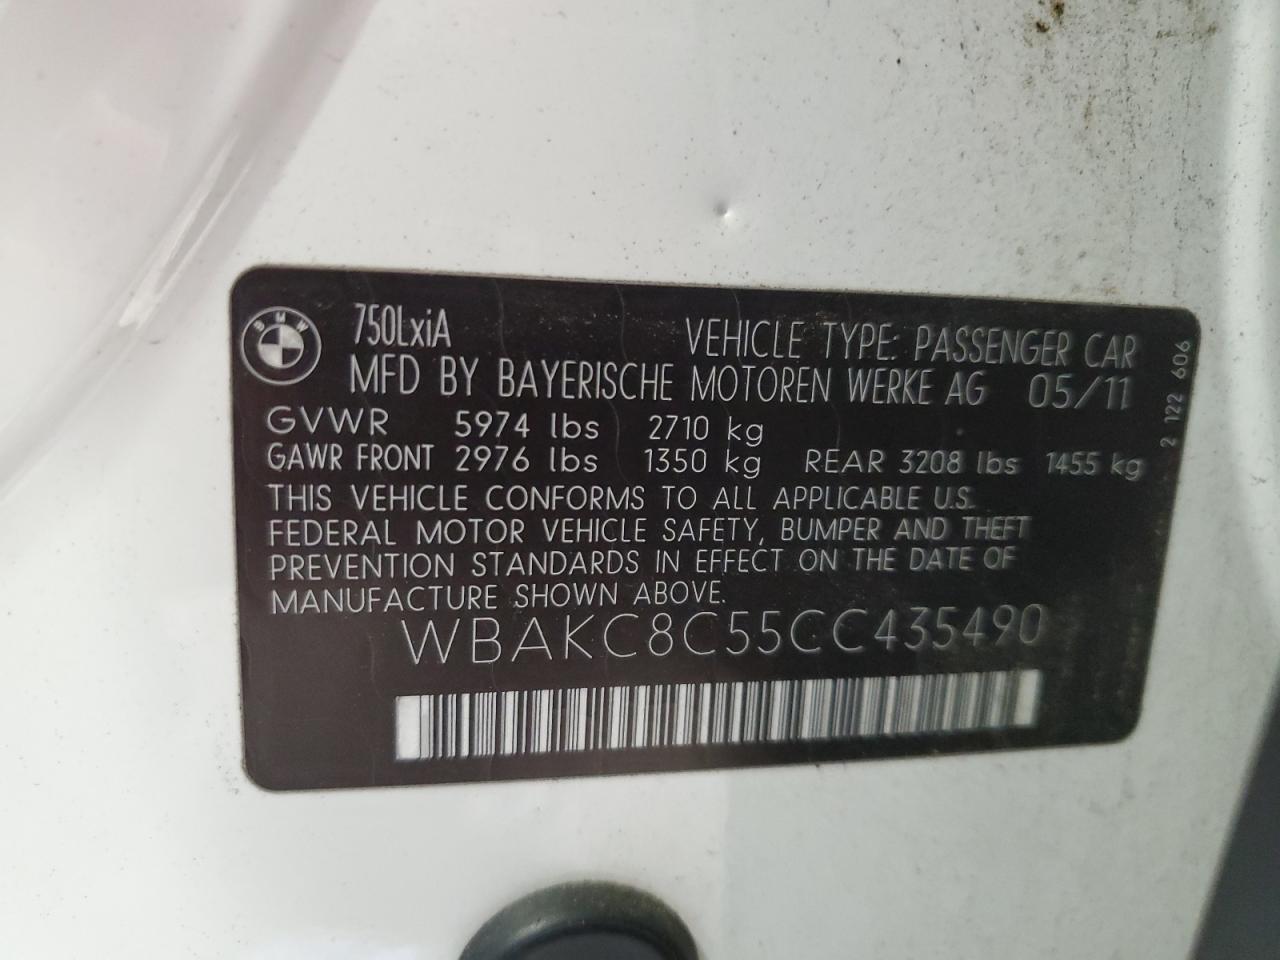 BMW
750LxiA
VEHICLE TYPE: PASSENGER CAR
MFD BY BAYERISCHE MOTOREN WERKE AG 05/11
GVWR 5974 lbs 2710 kg
GAWR FRONT 2976 lbs 1350 kg REAR 3208 lbs 1455 kg
THIS VEHICLE CONFORMS TO ALL APPLICABLE U.S.
FEDERAL MOTOR VEHICLE SAFETY, BUMPER AND THEFT
PREVENTION STANDARDS IN EFFECT ON THE DATE OF
MANUFACTURE SHOWN ABOVE.
WBAKC8C55CC435490
2 122 606